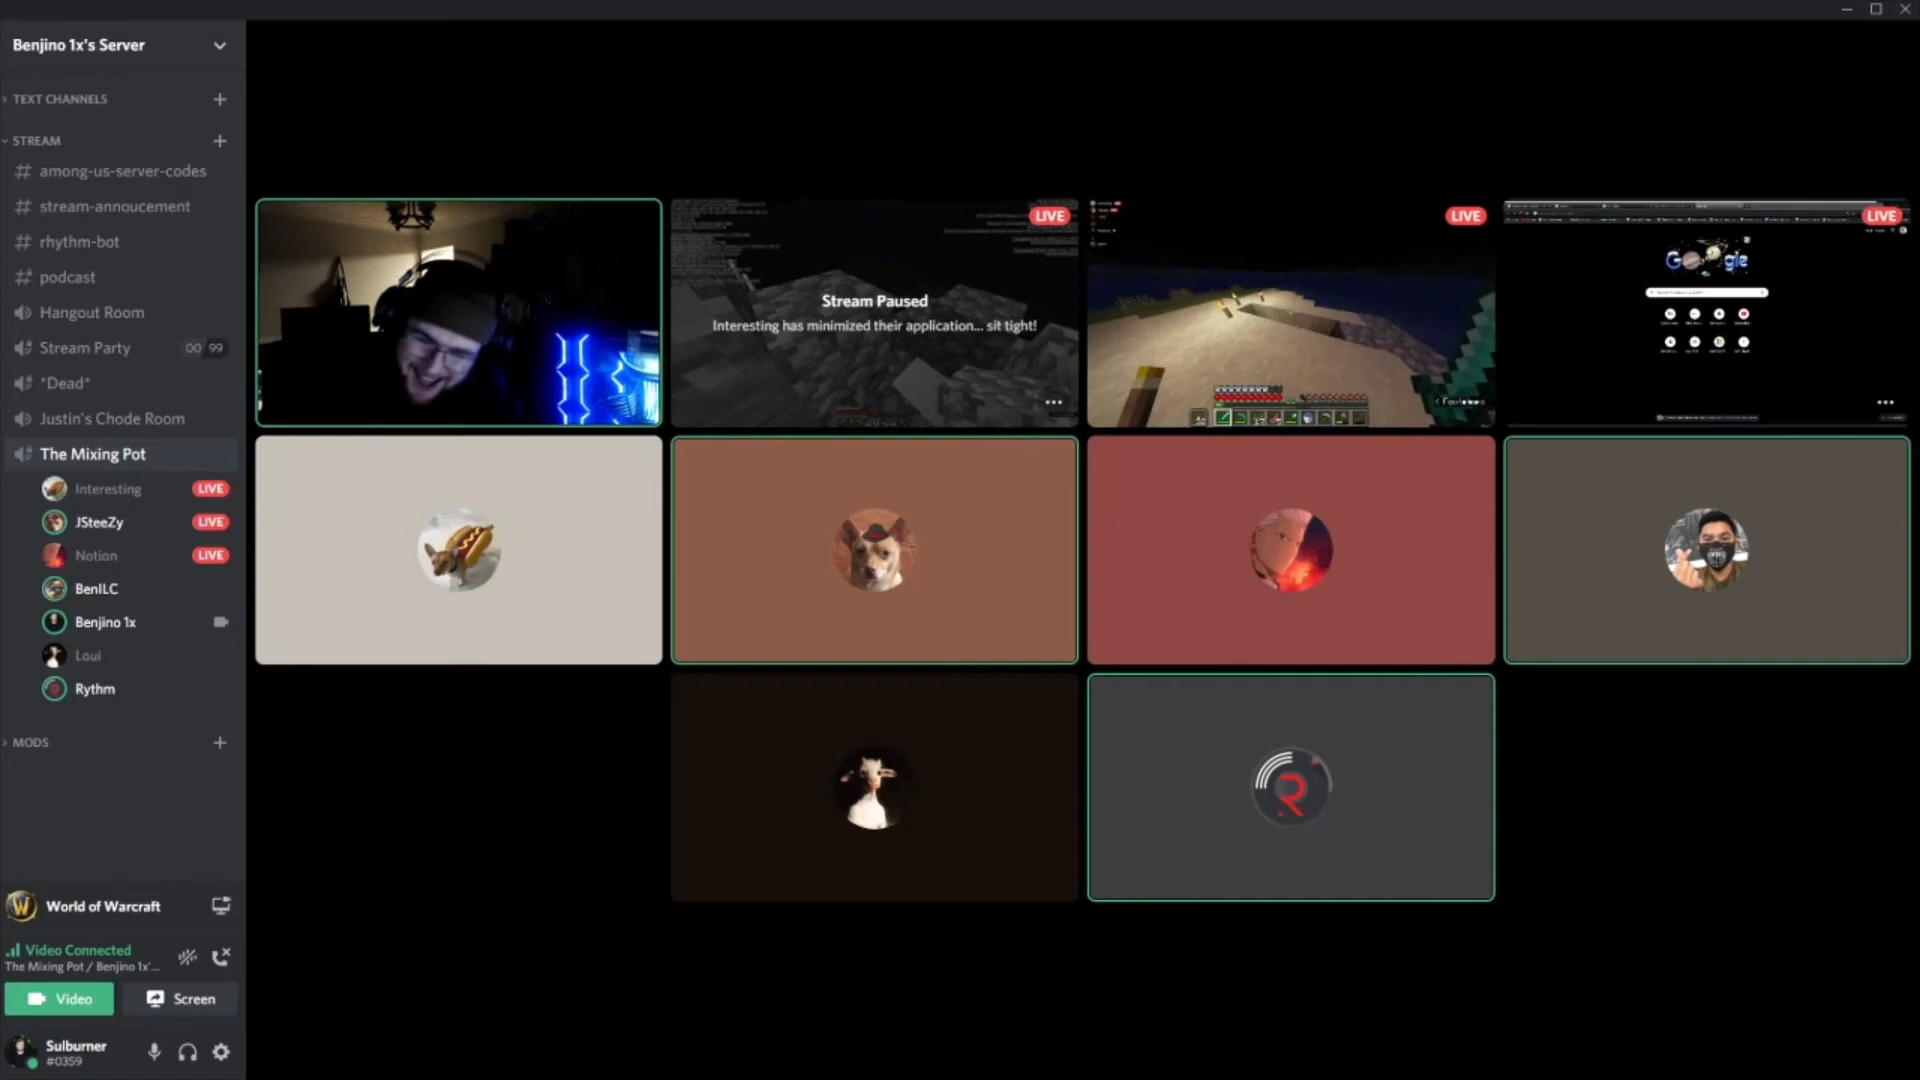 Benjino 1x's Server
TEXT CHANNELS
STREAM
among-us-server-codes
stream-annoucement
rhythm-bot
podcast
Hangout Room
Stream Party 00 99
*Dead*
Justin's Chode Room
The Mixing Pot
Interesting LIVE
JSteeZy LIVE
Notion LIVE
BenILC
Benjino 1x
Loui
Rythm
MODS
World of Warcraft
Video Connected
The Mixing Pot / Benjino 1x'...
Video Screen
Sulburner
#0359
LIVE
Stream Paused
Interesting has minimized their application... sit tight!
LIVE
LIVE
Google
R